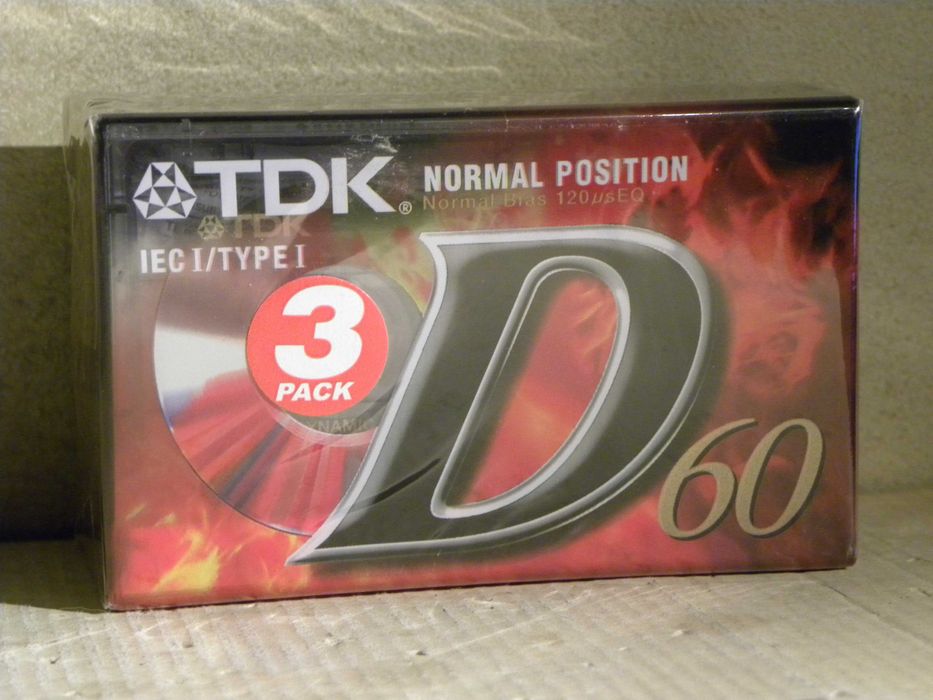 TDK®
NORMAL POSITION
Normal Bias 120μsEQ
TDK
IEC I/TYPE I
3
PACK
D
60